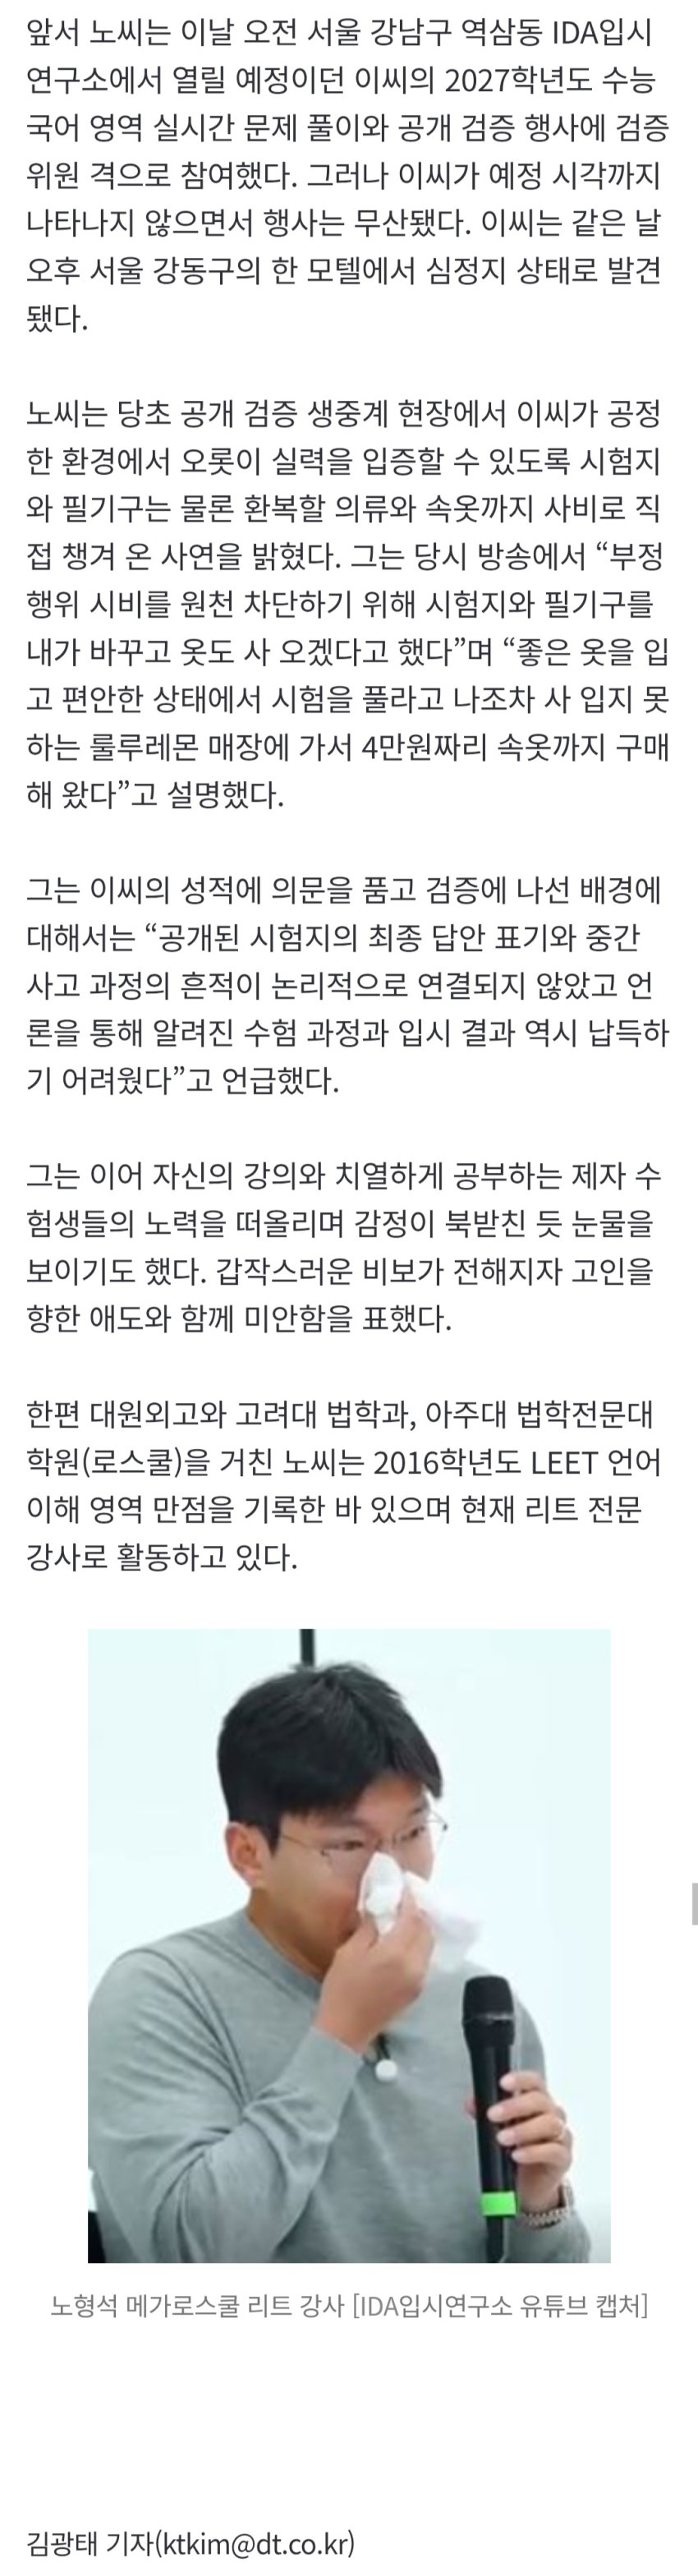 앞서 노씨는 이날 오전 서울 강남구 역삼동 IDA입시
연구소에서 열릴 예정이던 이씨의 2027학년도 수능
국어 영역 실시간 문제 풀이와 공개 검증 행사에 검증
위원 격으로 참여했다. 그러나 이씨가 예정 시각까지
나타나지 않으면서 행사는 무산됐다. 이씨는 같은 날
오후 서울 강동구의 한 모텔에서 심정지 상태로 발견
됐다.
노씨는 당초 공개 검증 생중계 현장에서 이씨가 공정
한 환경에서 오롯이 실력을 입증할 수 있도록 시험지
와 필기구는 물론 환복할 의류와 속옷까지 사비로 직
접 챙겨 온 사연을 밝혔다. 그는 당시 방송에서 “부정
행위 시비를 원천 차단하기 위해 시험지와 필기구를
내가 바꾸고 옷도 사 오겠다고 했다”며 “좋은 옷을 입
고 편안한 상태에서 시험을 풀라고 나조차 사 입지 못
하는 룰루레몬 매장에 가서 4만원짜리 속옷까지 구매
해 왔다”고 설명했다.
그는 이씨의 성적에 의문을 품고 검증에 나선 배경에
대해서는 “공개된 시험지의 최종 답안 표기와 중간
사고 과정의 흔적이 논리적으로 연결되지 않았고 언
론을 통해 알려진 수험 과정과 입시 결과 역시 납득하
기 어려웠다”고 언급했다.
그는 이어 자신의 강의와 치열하게 공부하는 제자 수
험생들의 노력을 떠올리며 감정이 북받친 듯 눈물을
보이기도 했다. 갑작스러운 비보가 전해지자 고인을
향한 애도와 함께 미안함을 표했다.
한편 대원외고와 고려대 법학과, 아주대 법학전문대
학원(로스쿨)을 거친 노씨는 2016학년도 LEET 언어
이해 영역 만점을 기록한 바 있으며 현재 리트 전문
강사로 활동하고 있다.
노형석 메가로스쿨 리트 강사 [IDA입시연구소 유튜브 캡처]
김광태 기자(ktkim@dt.co.kr)